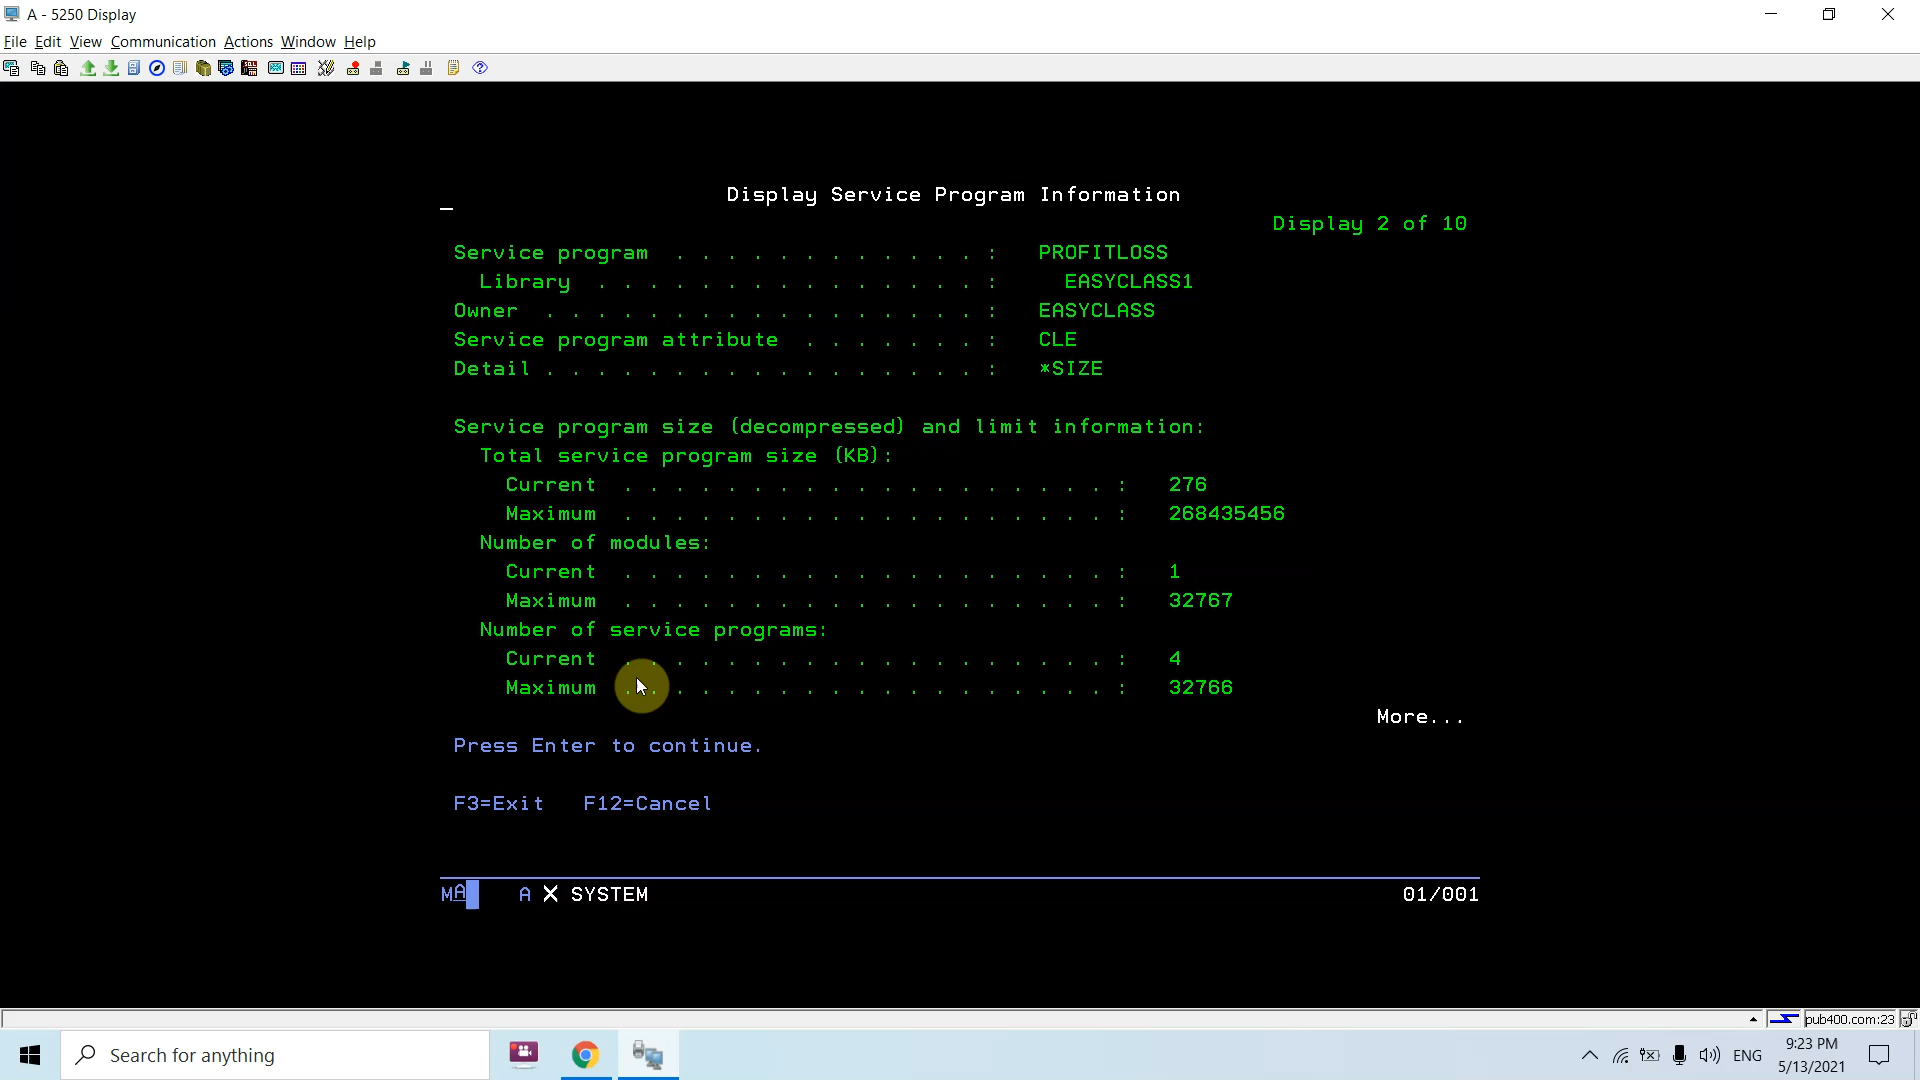 A - 5250 Display
File Edit View Communication Actions Window Help
Display Service Program Information
Display 2 of 10
Service program . . . . . . . . . . . . : PROFITLOSS
Library . . . . . . . . . . . . . . . : EASYCLASS1
Owner . . . . . . . . . . . . . . . . . : EASYCLASS
Service program attribute . . . . . . . : CLE
Detail . . . . . . . . . . . . . . . . . : *SIZE
Service program size (decompressed) and limit information:
Total service program size (KB):
Current . . . . . . . . . . . . . . . . . . . : 276
Maximum . . . . . . . . . . . . . . . . . . . : 268435456
Number of modules:
Current . . . . . . . . . . . . . . . . . . . : 1
Maximum . . . . . . . . . . . . . . . . . . . : 32767
Number of service programs:
Current . . . . . . . . . . . . . . . . . . . : 4
Maximum . . . . . . . . . . . . . . . . . . . : 32766
More...
Press Enter to continue.
F3=Exit F12=Cancel
MA A X SYSTEM 01/001
pub400.com:23
Search for anything
ENG
9:23 PM
5/13/2021